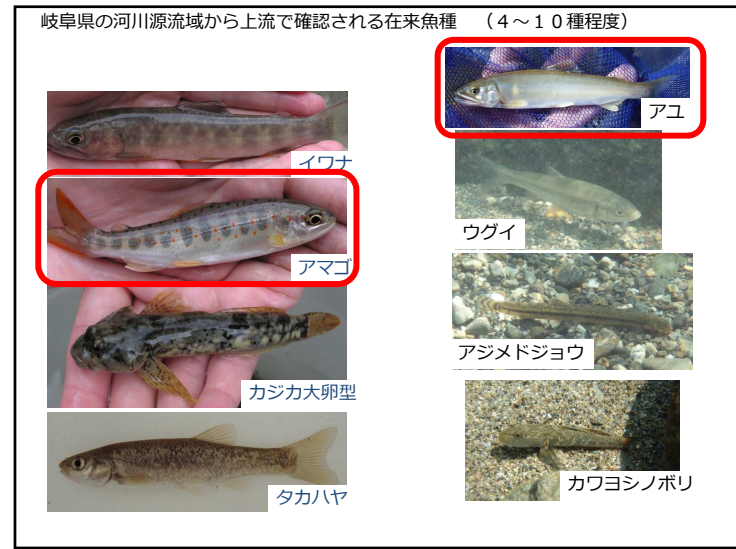 岐阜県の河川源流域から上流で確認される在来魚種　（４～１０種程度）
イワナ
アマゴ
カジカ大卵型
タカハヤ
アユ
ウグイ
アジメドジョウ
カワヨシノボリ